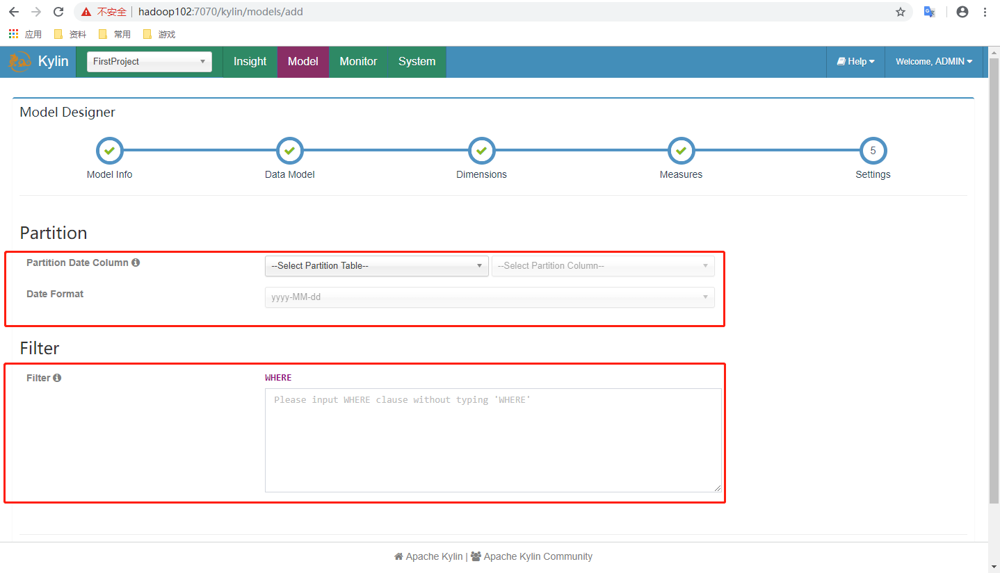 不安全 hadoop102:7070/kylin/models/add
应用 资料 常用 游戏
Kylin FirstProject Insight Model Monitor System Help Welcome, ADMIN
Model Designer
5
Model Info Data Model Dimensions Measures Settings
Partition
Partition Date Column --Select Partition Table-- --Select Partition Column--
Date Format yyyy-MM-dd
Filter
Filter WHERE
Please input WHERE clause without typing 'WHERE'
Apache Kylin | Apache Kylin Community